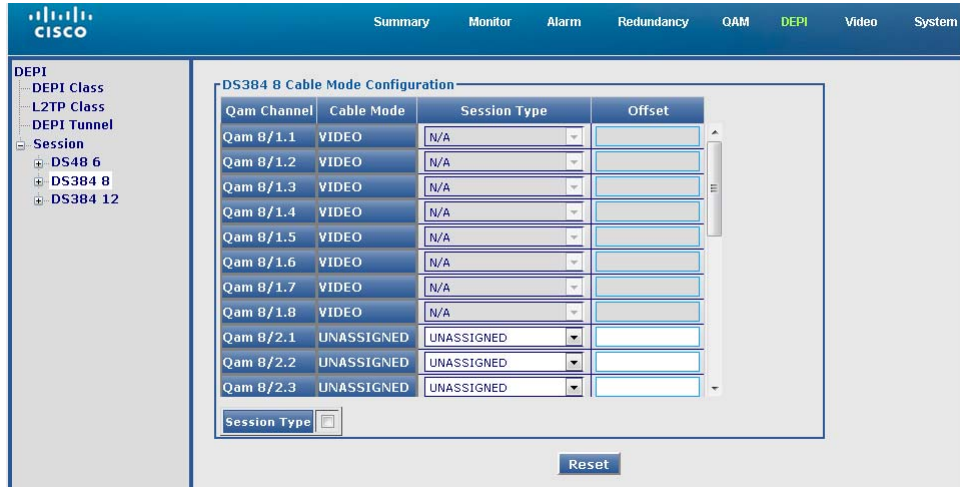 CISCO
Summary Monitor Alarm Redundancy QAM DEPI Video System
DEPI
DEPI Class
L2TP Class
DEPI Tunnel
Session
DS48 6
DS384 8
DS384 12
DS384 8 Cable Mode Configuration
Qam Channel Cable Mode Session Type Offset
Qam 8/1.1 VIDEO N/A
Qam 8/1.2 VIDEO N/A
Qam 8/1.3 VIDEO N/A
Qam 8/1.4 VIDEO N/A
Qam 8/1.5 VIDEO N/A
Qam 8/1.6 VIDEO N/A
Qam 8/1.7 VIDEO N/A
Qam 8/1.8 VIDEO N/A
Qam 8/2.1 UNASSIGNED UNASSIGNED
Qam 8/2.2 UNASSIGNED UNASSIGNED
Qam 8/2.3 UNASSIGNED UNASSIGNED
Session Type
Reset